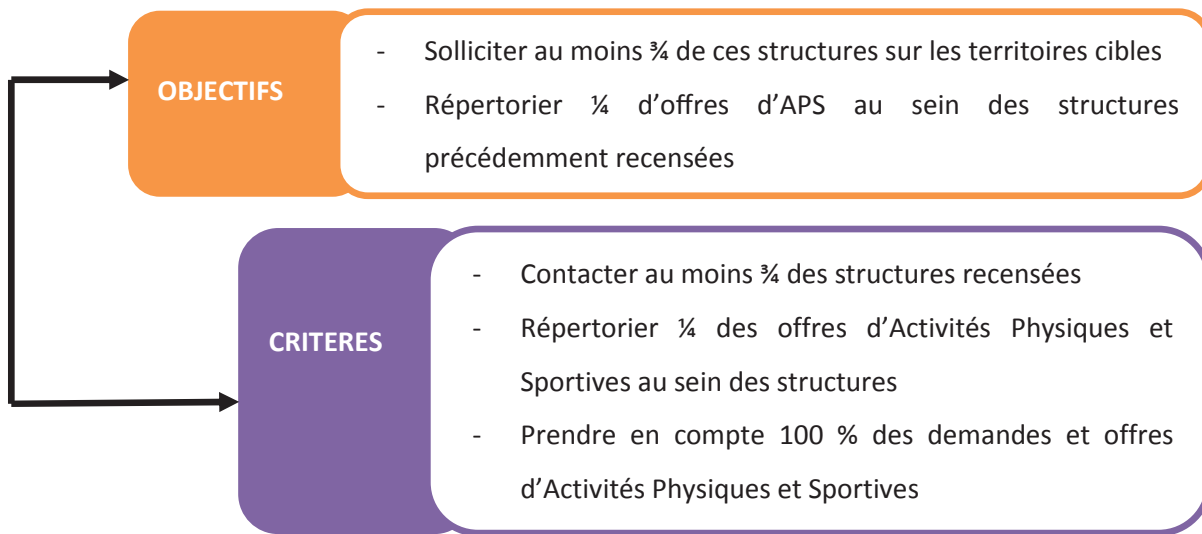 OBJECTIFS
- Solliciter au moins ¾ de ces structures sur les territoires cibles
- Répertorier ¼ d’offres d’APS au sein des structures
précédemment recensées
CRITERES
- Contacter au moins ¾ des structures recensées
- Répertorier ¼ des offres d’Activités Physiques et
Sportives au sein des structures
- Prendre en compte 100 % des demandes et offres
d’Activités Physiques et Sportives